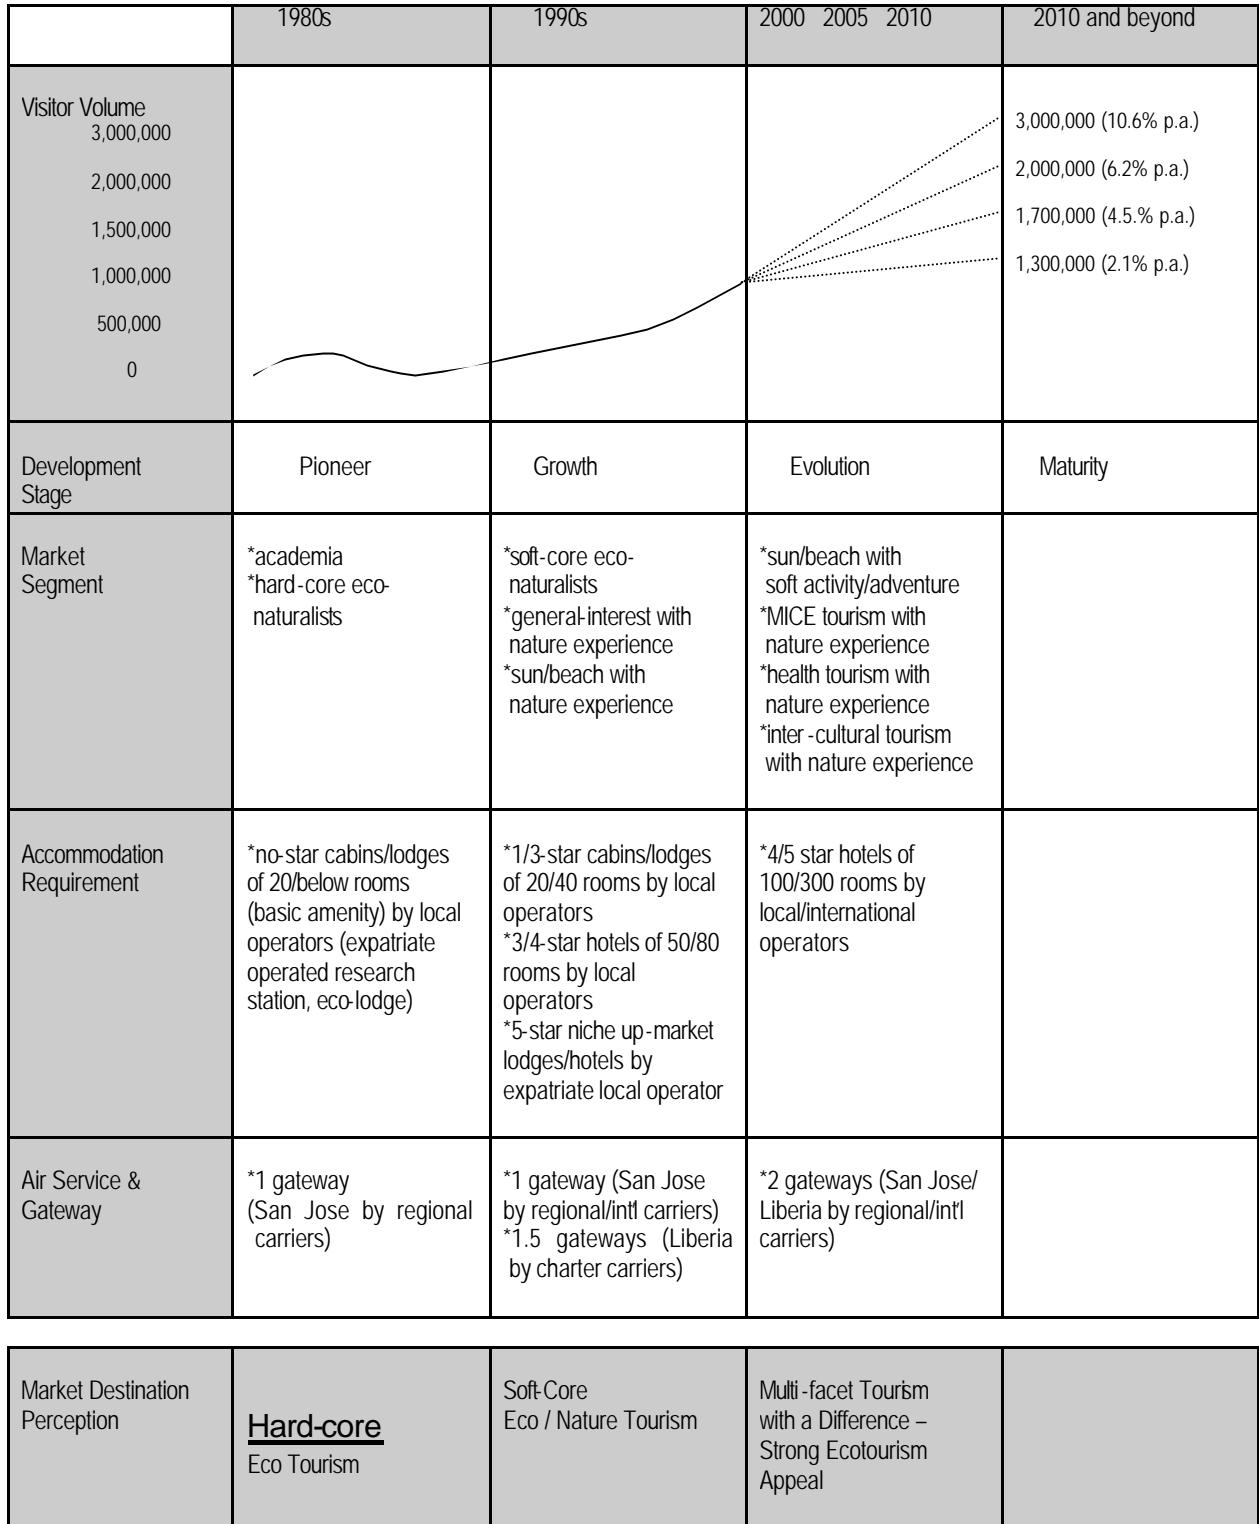 1980s
1990s
2000 2005 2010
2010 and beyond
Visitor Volume
3,000,000
2,000,000
1,500,000
1,000,000
500,000
0
3,000,000 (10.6% p.a.)
2,000,000 (6.2% p.a.)
1,700,000 (4.5.% p.a.)
1,300,000 (2.1% p.a.)
Development
Stage
Pioneer
Growth
Evolution
Maturity
Market
Segment
*academia
*hard-core eco-
naturalists
*soft-core eco-
naturalists
*general-interest with
nature experience
*sun/beach with
nature experience
*sun/beach with
soft activity/adventure
*MICE tourism with
nature experience
*health tourism with
nature experience
*inter-cultural tourism
with nature experience
Accommodation
Requirement
*no-star cabins/lodges
of 20/below rooms
(basic amenity) by local
operators (expatriate
operated research
station, eco-lodge)
*1/3-star cabins/lodges
of 20/40 rooms by local
operators
*3/4-star hotels of 50/80
rooms by local
operators
*5-star niche up-market
lodges/hotels by
expatriate local operator
*4/5 star hotels of
100/300 rooms by
local/international
operators
Air Service &
Gateway
*1 gateway
(San Jose by regional
carriers)
*1 gateway (San Jose
by regional/int'l carriers)
*1.5 gateways (Liberia
by charter carriers)
*2 gateways (San Jose/
Liberia by regional/int'l
carriers)
Market Destination
Perception
Hard-core
Eco Tourism
Soft-Core
Eco / Nature Tourism
Multi-facet Tourism
with a Difference –
Strong Ecotourism
Appeal